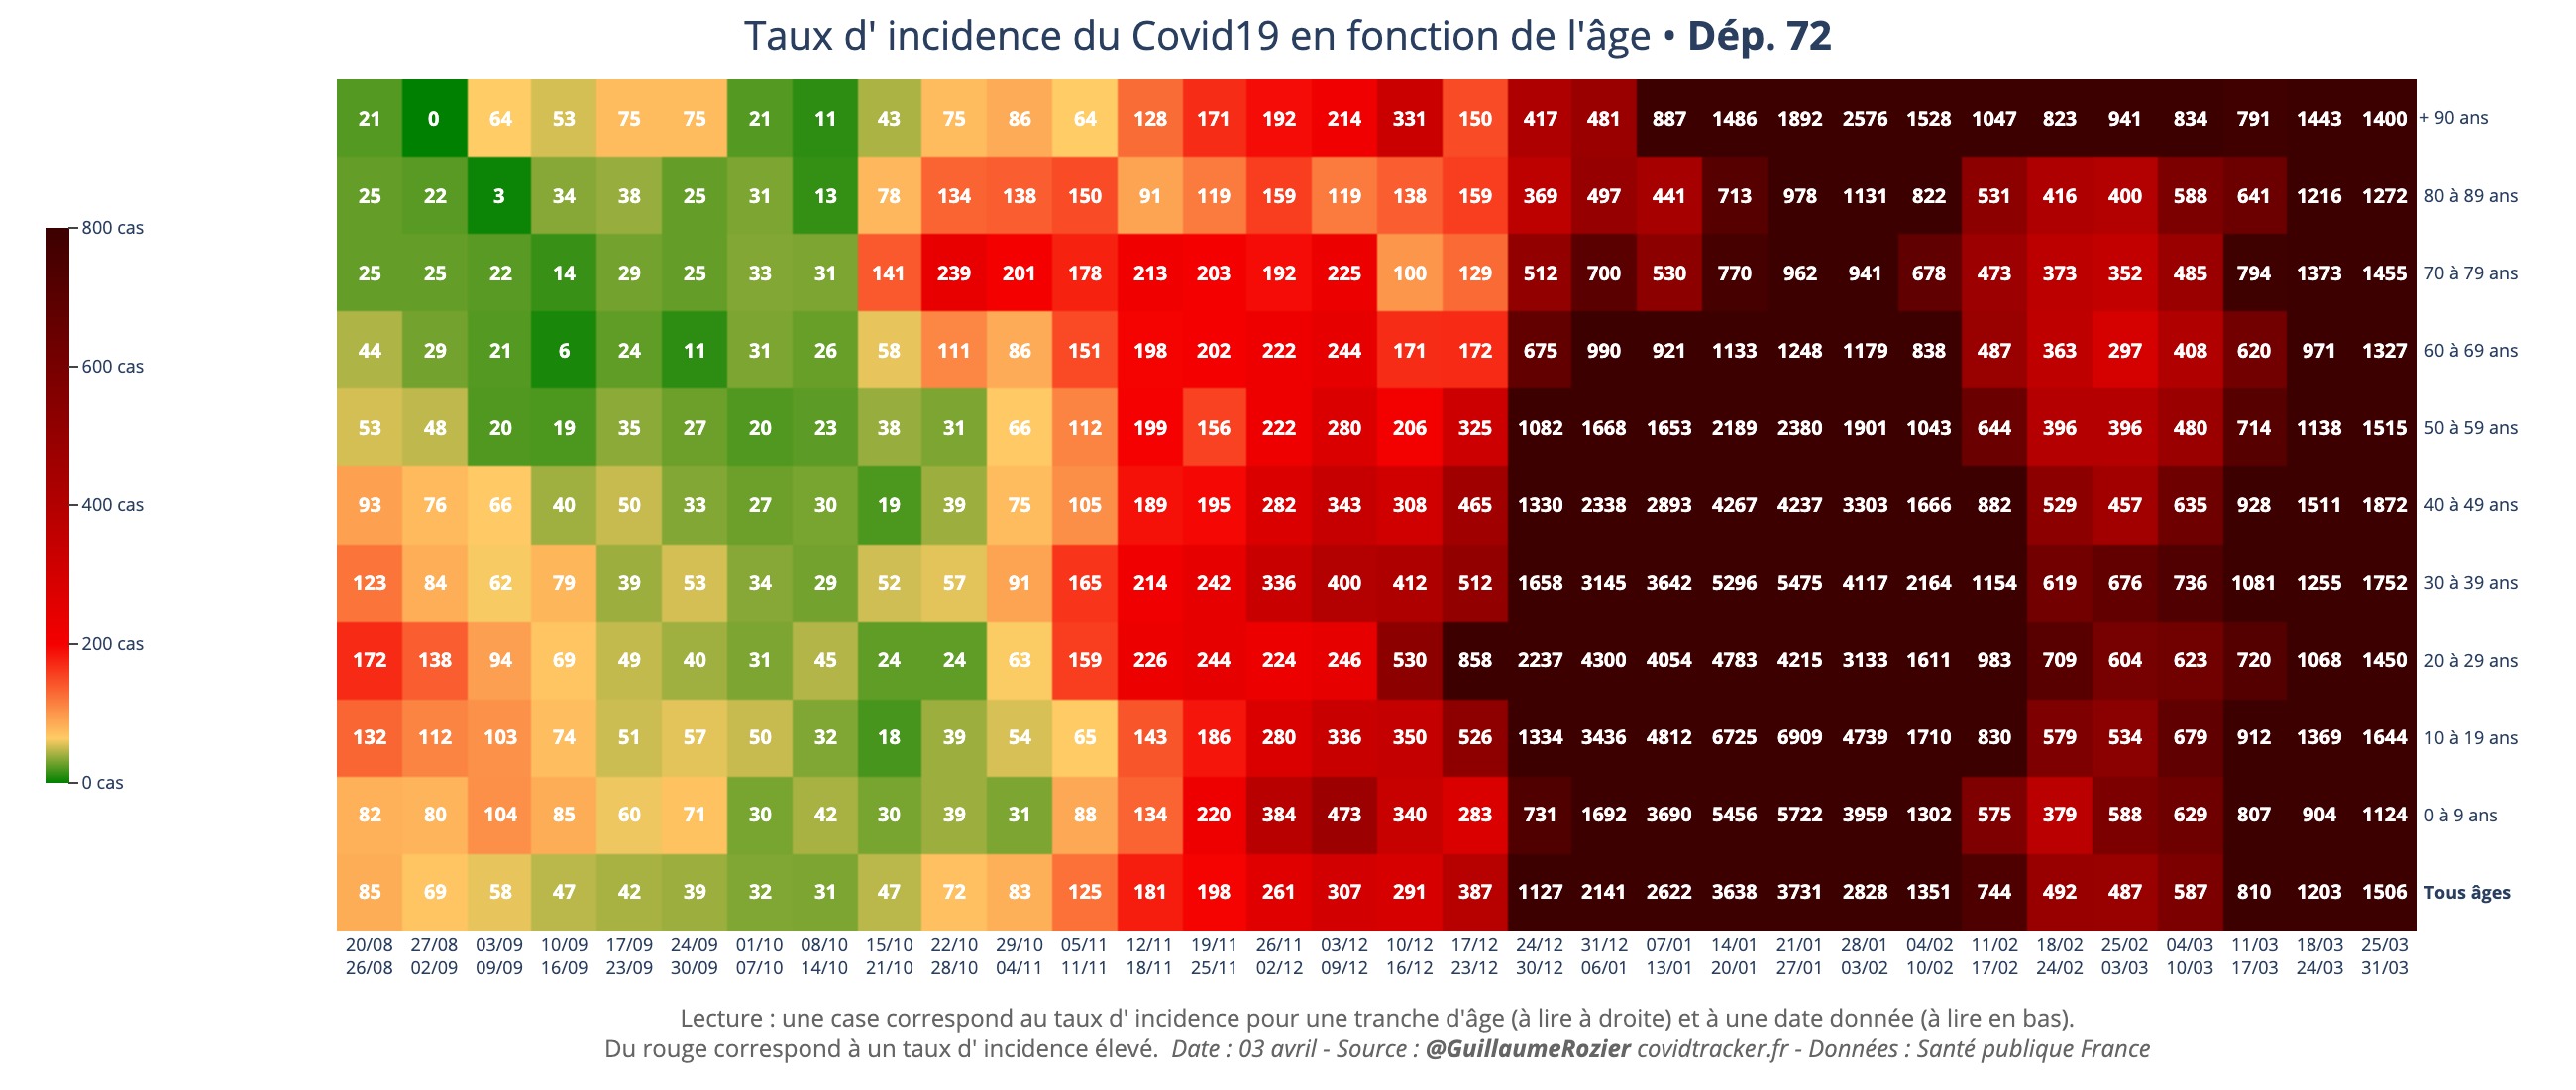 Taux d' incidence du Covid19 en fonction de l'âge • Dép. 72
800 cas
600 cas
400 cas
200 cas
0 cas
21 0 64 53 75 75 21 11 43 75 86 64 128 171 192 214 331 150 417 481 887 1486 1892 2576 1528 1047 823 941 834 791 1443 1400 + 90 ans
25 22 3 34 38 25 31 13 78 134 138 150 91 119 159 119 138 159 369 497 441 713 978 1131 822 531 416 400 588 641 1216 1272 80 à 89 ans
25 25 22 14 29 25 33 31 141 239 201 178 213 203 192 225 100 129 512 700 530 770 962 941 678 473 373 352 485 794 1373 1455 70 à 79 ans
44 29 21 6 24 11 31 26 58 111 86 151 198 202 222 244 171 172 675 990 921 1133 1248 1179 838 487 363 297 408 620 971 1327 60 à 69 ans
53 48 20 19 35 27 20 23 38 31 66 112 199 156 222 280 206 325 1082 1668 1653 2189 2380 1901 1043 644 396 396 480 714 1138 1515 50 à 59 ans
93 76 66 40 50 33 27 30 19 39 75 105 189 195 282 343 308 465 1330 2338 2893 4267 4237 3303 1666 882 529 457 635 928 1511 1872 40 à 49 ans
123 84 62 79 39 53 34 29 52 57 91 165 214 242 336 400 412 512 1658 3145 3642 5296 5475 4117 2164 1154 619 676 736 1081 1255 1752 30 à 39 ans
172 138 94 69 49 40 31 45 24 24 63 159 226 244 224 246 530 858 2237 4300 4054 4783 4215 3133 1611 983 709 604 623 720 1068 1450 20 à 29 ans
132 112 103 74 51 57 50 32 18 39 54 65 143 186 280 336 350 526 1334 3436 4812 6725 6909 4739 1710 830 579 534 679 912 1369 1644 10 à 19 ans
82 80 104 85 60 71 30 42 30 39 31 88 134 220 384 473 340 283 731 1692 3690 5456 5722 3959 1302 575 379 588 629 807 904 1124 0 à 9 ans
85 69 58 47 42 39 32 31 47 72 83 125 181 198 261 307 291 387 1127 2141 2622 3638 3731 2828 1351 744 492 487 587 810 1203 1506 Tous âges
20/08 27/08 03/09 10/09 17/09 24/09 01/10 08/10 15/10 22/10 29/10 05/11 12/11 19/11 26/11 03/12 10/12 17/12 24/12 31/12 07/01 14/01 21/01 28/01 04/02 11/02 18/02 25/02 04/03 11/03 18/03 25/03
26/08 02/09 09/09 16/09 23/09 30/09 07/10 14/10 21/10 28/10 04/11 11/11 18/11 25/11 02/12 09/12 16/12 23/12 30/12 06/01 13/01 20/01 27/01 03/02 10/02 17/02 24/02 03/03 10/03 17/03 24/03 31/03
Lecture : une case correspond au taux d' incidence pour une tranche d'âge (à lire à droite) et à une date donnée (à lire en bas).
Du rouge correspond à un taux d' incidence élevé. Date : 03 avril - Source : @GuillaumeRozier covidtracker.fr - Données : Santé publique France